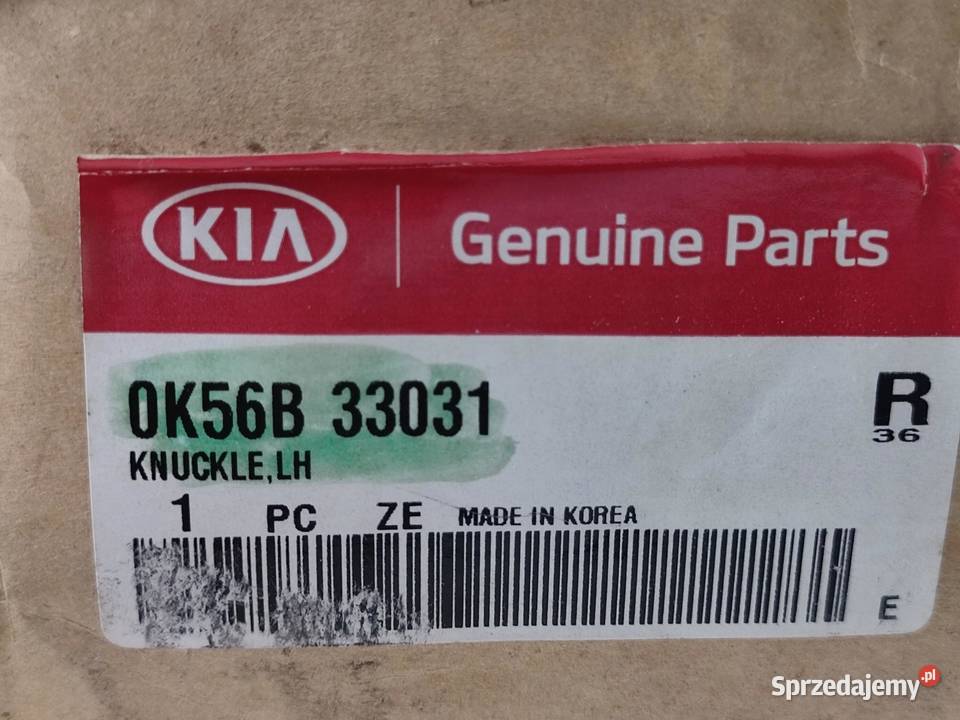 KIA Genuine Parts
0K56B 33031
R
36
KNUCKLE,LH
1 PC ZE MADE IN KOREA
E
Sprzedajemy.pl